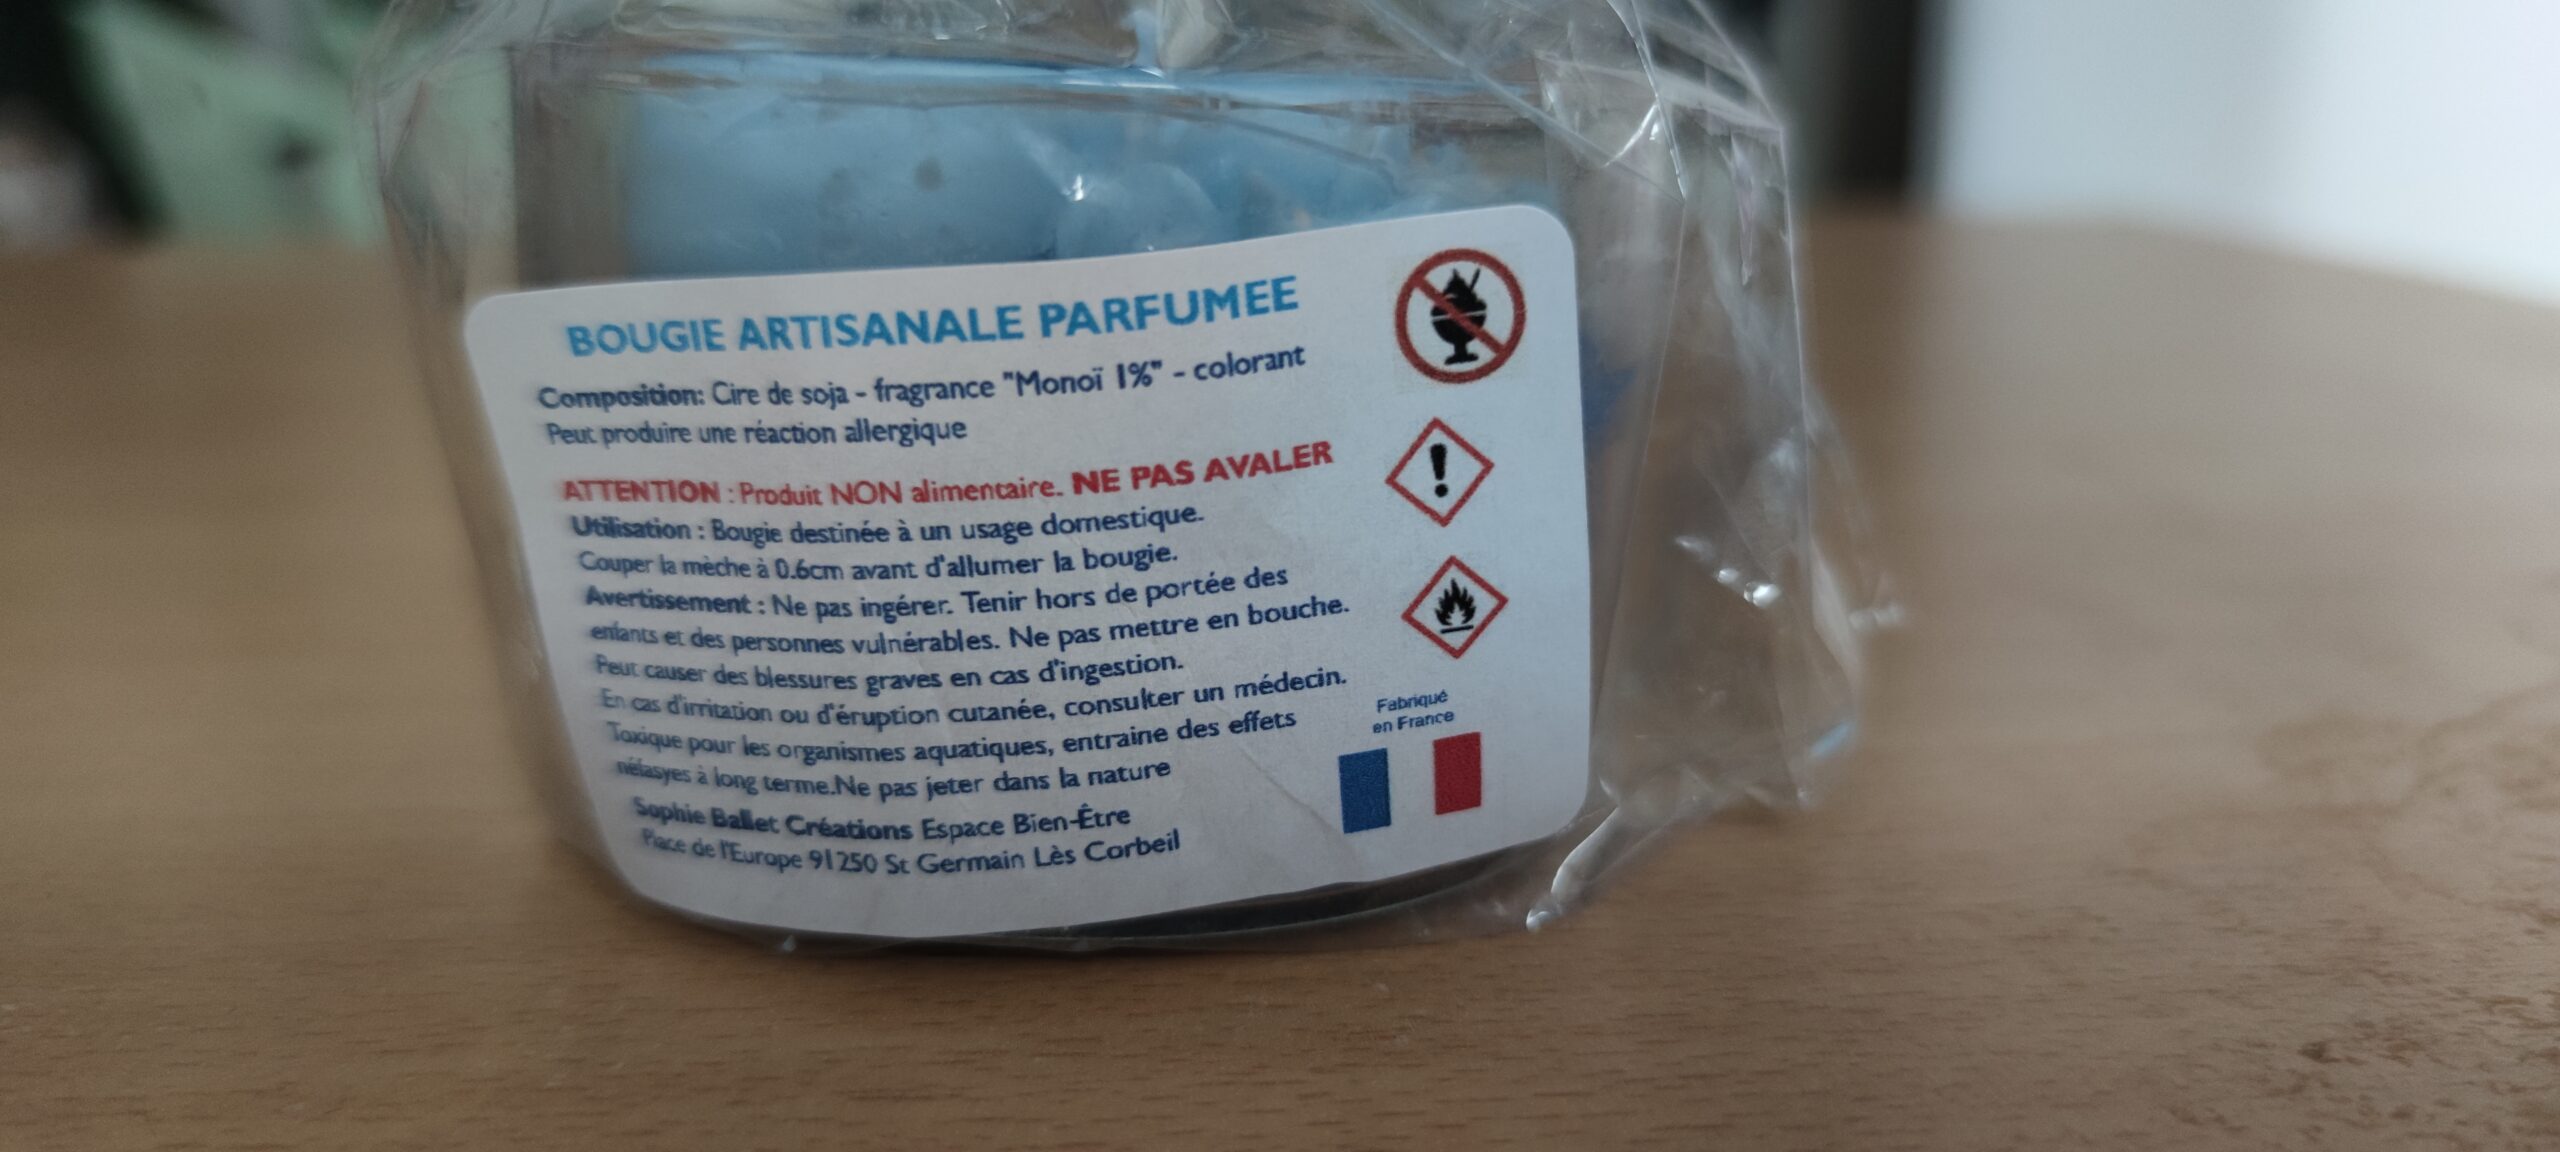 BOUGIE ARTISANALE PARFUMEE
Composition: Cire de soja - fragrance "Monoï 1%" - colorant
Peut produire une réaction allergique
ATTENTION : Produit NON alimentaire. NE PAS AVALER
Utilisation : Bougie destinée à un usage domestique.
Couper la mèche à 0.6cm avant d'allumer la bougie.
Avertissement : Ne pas ingérer. Tenir hors de portée des
enfants et des personnes vulnérables. Ne pas mettre en bouche.
Peut causer des blessures graves en cas d'ingestion.
En cas d'irritation ou d'éruption cutanée, consulter un médecin.
Toxique pour les organismes aquatiques, entraine des effets
nélasyes à long terme.Ne pas jeter dans la nature
Sophie Ballet Créations Espace Bien-Être
Place de l'Europe 91250 St Germain Lès Corbeil
Fabriqué
en France